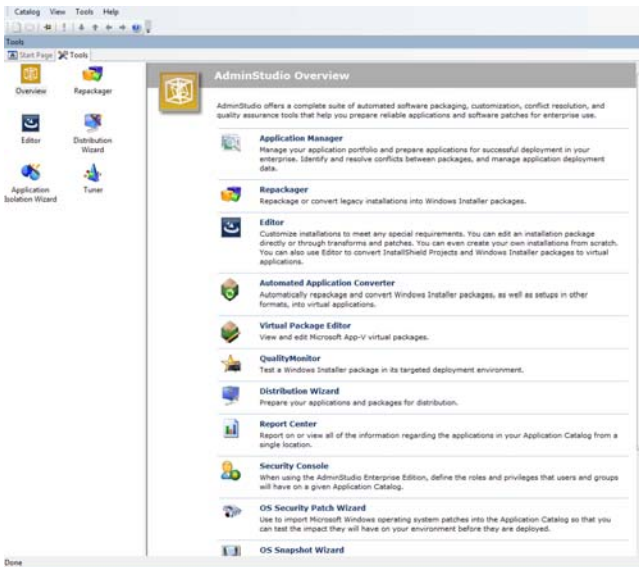 Catalog View Tools Help
Tools
Start Page Tools
Overview Repackager
Editor Distribution
Wizard
Application
Isolation Wizard Tuner
AdminStudio Overview
AdminStudio offers a complete suite of automated software packaging, customization, conflict resolution, and
quality assurance tools that help you prepare reliable applications and software patches for enterprise use.
Application Manager
Manage your application portfolio and prepare applications for successful deployment in your
enterprise. Identify and resolve conflicts between packages, and manage application deployment
data.
Repackager
Repackage or convert legacy installations into Windows Installer packages.
Editor
Customize installations to meet any special requirements. You can edit an installation package
directly or through transforms and patches. You can even create your own installations from scratch.
You can also use Editor to convert InstallShield Projects and Windows Installer packages to virtual
applications.
Automated Application Converter
Automatically repackage and convert Windows Installer packages, as well as setups in other
formats, into virtual applications.
Virtual Package Editor
View and edit Microsoft App-V virtual packages.
QualityMonitor
Test a Windows Installer package in its targeted deployment environment.
Distribution Wizard
Prepare your applications and packages for distribution.
Report Center
Report on or view all of the information regarding the applications in your Application Catalog from a
single location.
Security Console
When using the AdminStudio Enterprise Edition, define the roles and privileges that users and groups
will have on a given Application Catalog.
OS Security Patch Wizard
Use to import Microsoft Windows operating system patches into the Application Catalog so that you
can test the impact they will have on your environment before they are deployed.
OS Snapshot Wizard
Done